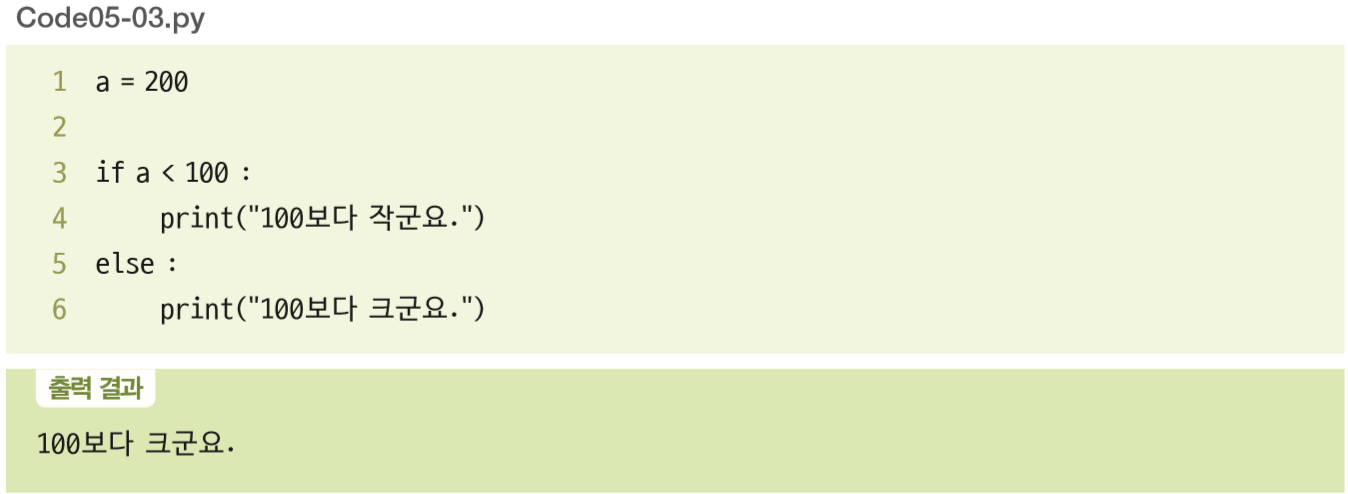 Code05-03.py
1 a = 200
2
3 if a < 100 :
4     print("100보다 작군요.")
5 else :
6     print("100보다 크군요.")
출력 결과
100보다 크군요.